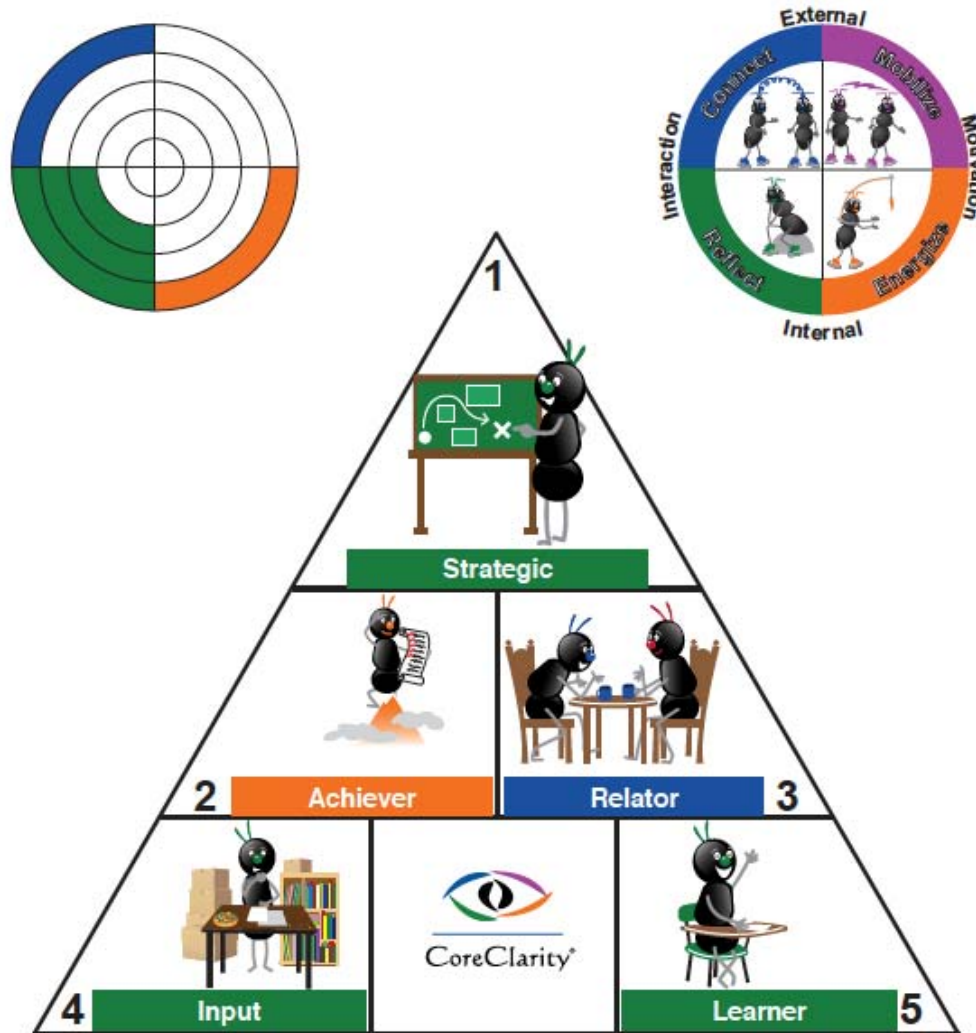 External
Connect
Mobilize
Interaction
Motivation
Reflect
Energize
Internal
1
Strategic
2
Achiever
Relator
3
CoreClarity®
4
Input
Learner
5